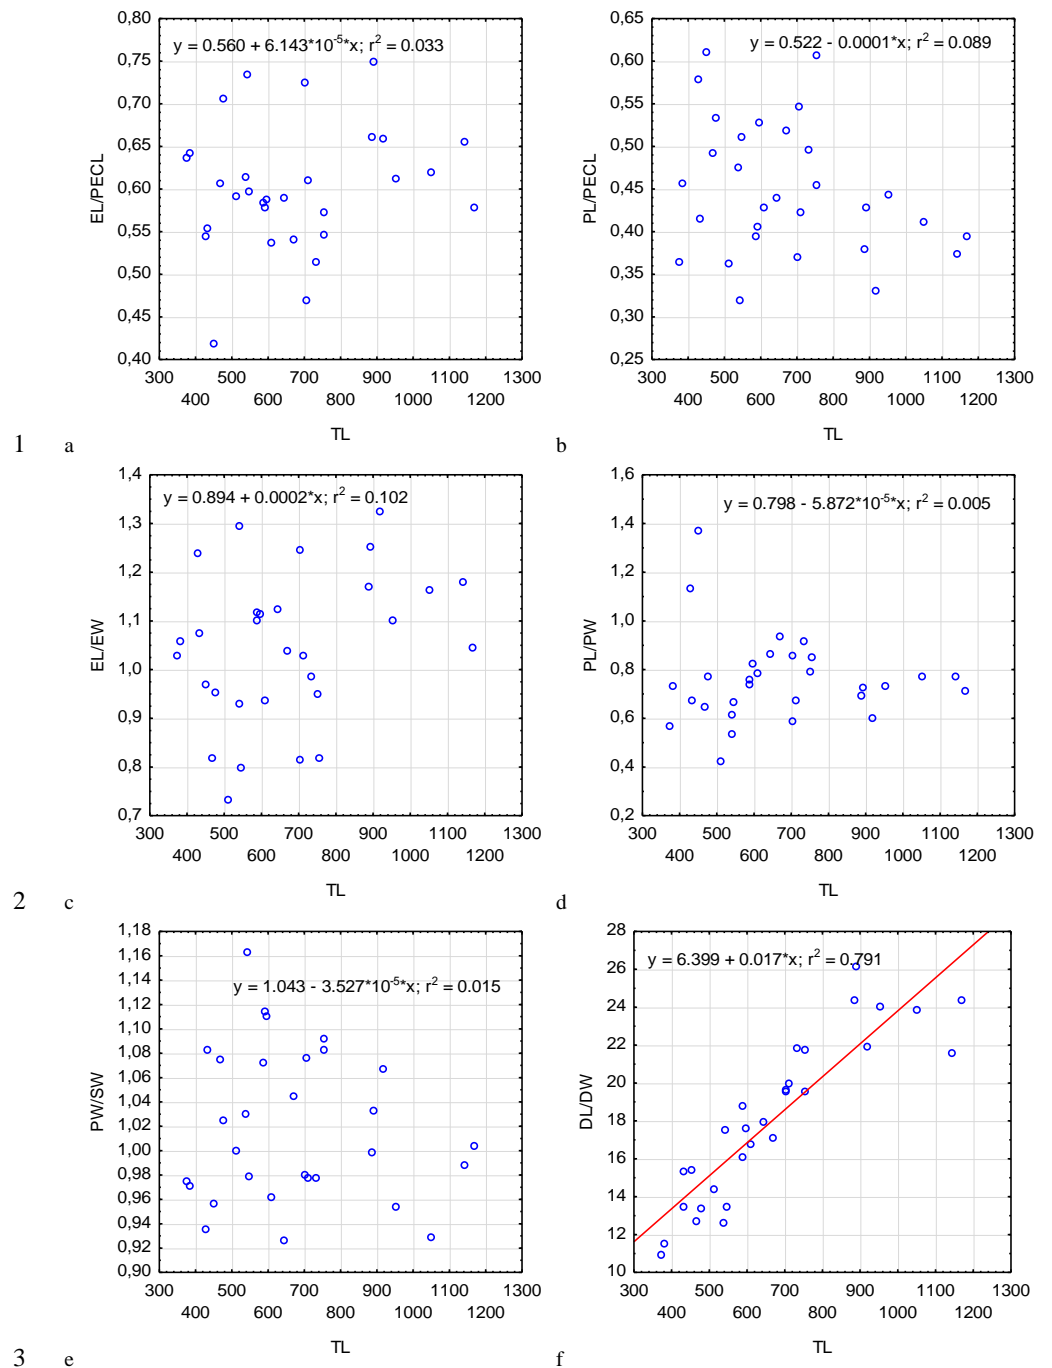 y = 0.560 + 6.143*10^-5*x; r² = 0.033
EL/PECL
0,80
0,75
0,70
0,65
0,60
0,55
0,50
0,45
0,40
300 500 700 900 1100 1300
400 600 800 1000 1200
TL
1 a
y = 0.522 - 0.0001*x; r² = 0.089
PL/PECL
0,65
0,60
0,55
0,50
0,45
0,40
0,35
0,30
0,25
300 500 700 900 1100 1300
400 600 800 1000 1200
TL
b
y = 0.894 + 0.0002*x; r² = 0.102
EL/EW
1,4
1,3
1,2
1,1
1,0
0,9
0,8
0,7
300 500 700 900 1100 1300
400 600 800 1000 1200
TL
2 c
y = 0.798 - 5.872*10^-5*x; r² = 0.005
PL/PW
1,6
1,4
1,2
1,0
0,8
0,6
0,4
0,2
300 500 700 900 1100 1300
400 600 800 1000 1200
TL
d
y = 1.043 - 3.527*10^-5*x; r² = 0.015
PW/SW
1,18
1,16
1,14
1,12
1,10
1,08
1,06
1,04
1,02
1,00
0,98
0,96
0,94
0,92
0,90
300 500 700 900 1100 1300
400 600 800 1000 1200
TL
3 e
y = 6.399 + 0.017*x; r² = 0.791
DL/DW
28
26
24
22
20
18
16
14
12
10
300 500 700 900 1100 1300
400 600 800 1000 1200
TL
f